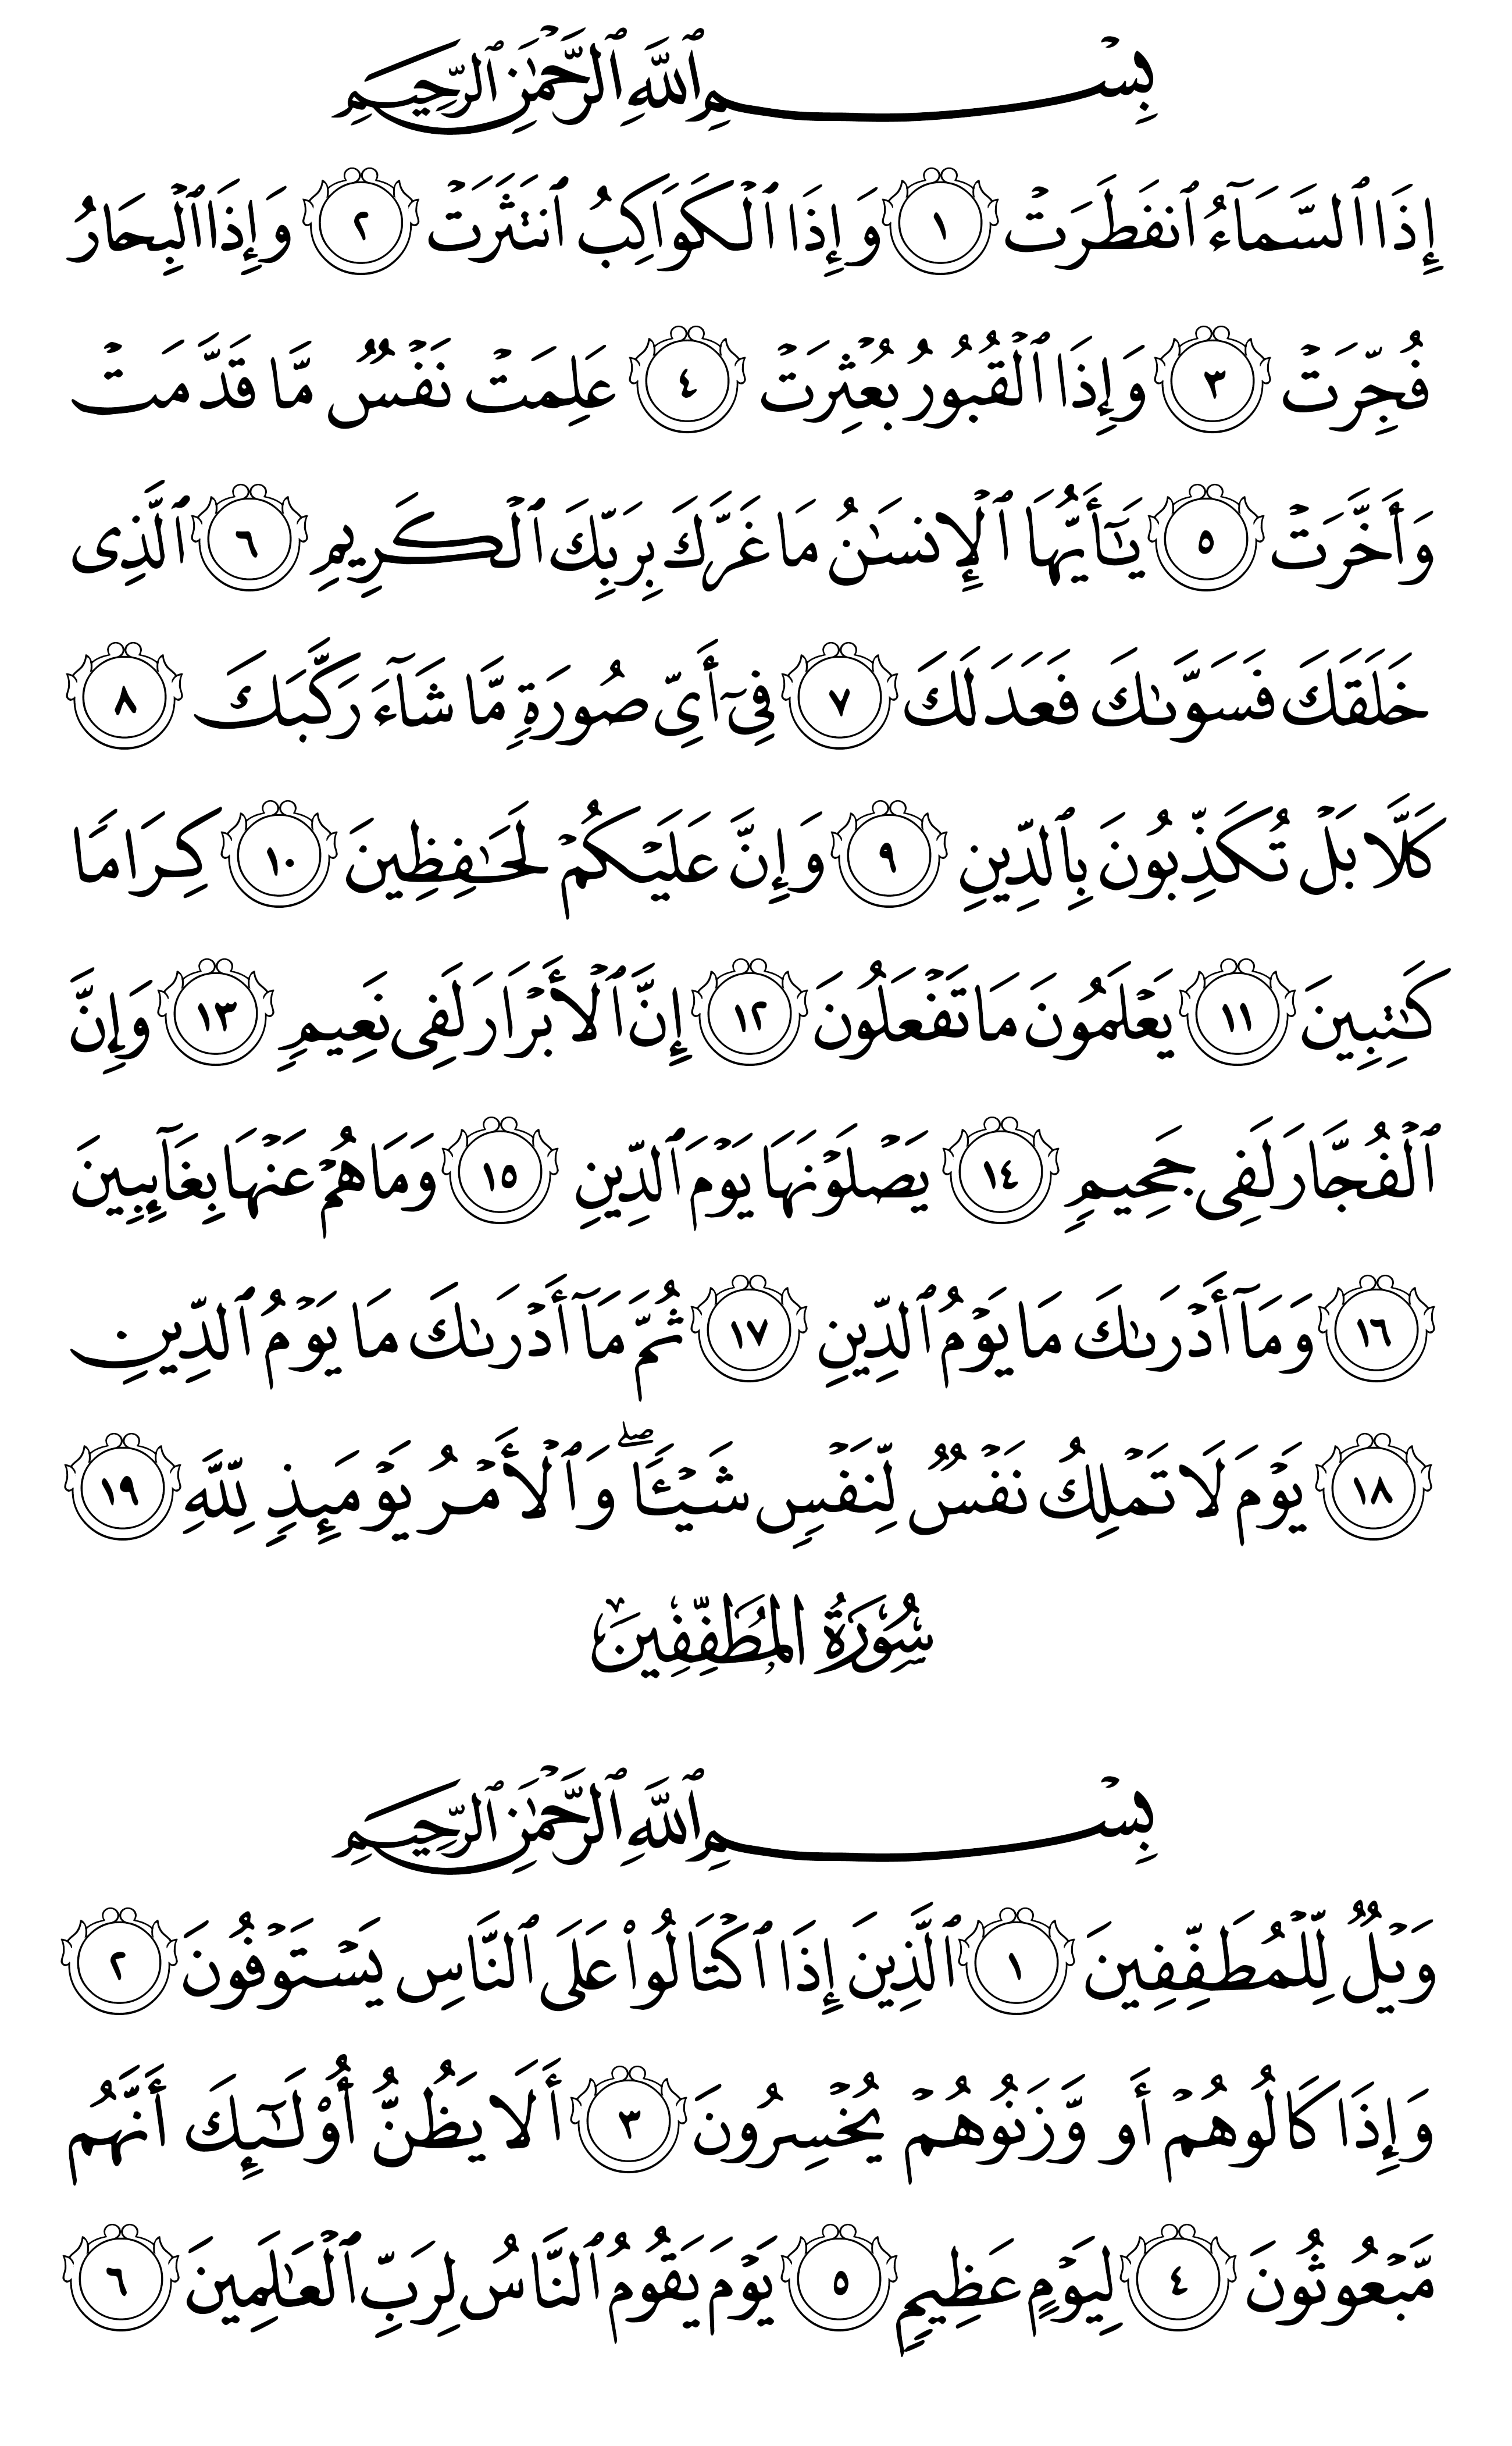 بِسْمِ ٱللَّهِ ٱلرَّحْمَٰنِ ٱلرَّحِيمِ
إِذَا ٱلسَّمَآءُ ٱنفَطَرَتْ ١ وَإِذَا ٱلْكَوَاكِبُ ٱنتَثَرَتْ ٢ وَإِذَا ٱلْبِحَارُ
فُجِّرَتْ ٣ وَإِذَا ٱلْقُبُورُ بُعْثِرَتْ ٤ عَلِمَتْ نَفْسٌ مَّا قَدَّمَتْ
وَأَخَّرَتْ ٥ يَٰٓأَيُّهَا ٱلْإِنسَٰنُ مَا غَرَّكَ بِرَبِّكَ ٱلْكَرِيمِ ٦ ٱلَّذِى
خَلَقَكَ فَسَوَّىٰكَ فَعَدَلَكَ ٧ فِىٓ أَىِّ صُورَةٍ مَّا شَآءَ رَكَّبَكَ ٨
كَلَّا بَلْ تُكَذِّبُونَ بِٱلدِّينِ ٩ وَإِنَّ عَلَيْكُمْ لَحَٰفِظِينَ ١٠ كِرَامًا
كَٰتِبِينَ ١١ يَعْلَمُونَ مَا تَفْعَلُونَ ١٢ إِنَّ ٱلْأَبْرَارَ لَفِى نَعِيمٍ ١٣ وَإِنَّ
ٱلْفُجَّارَ لَفِى جَحِيمٍ ١٤ يَصْلَوْنَهَا يَوْمَ ٱلدِّينِ ١٥ وَمَا هُمْ عَنْهَا بِغَآئِبِينَ
١٦ وَمَآ أَدْرَىٰكَ مَا يَوْمُ ٱلدِّينِ ١٧ ثُمَّ مَآ أَدْرَىٰكَ مَا يَوْمُ ٱلدِّينِ
١٨ يَوْمَ لَا تَمْلِكُ نَفْسٌ لِّنَفْسٍ شَيْـًٔا ۖ وَٱلْأَمْرُ يَوْمَئِذٍ لِّلَّهِ ١٩
سُورَةُ المُطَفِّفِينَ
بِسْمِ ٱللَّهِ ٱلرَّحْمَٰنِ ٱلرَّحِيمِ
وَيْلٌ لِّلْمُطَفِّفِينَ ١ ٱلَّذِينَ إِذَا ٱكْتَالُوا۟ عَلَى ٱلنَّاسِ يَسْتَوْفُونَ ٢
وَإِذَا كَالُوهُمْ أَو وَّزَنُوهُمْ يُخْسِرُونَ ٣ أَلَا يَظُنُّ أُو۟لَٰٓئِكَ أَنَّهُم
مَّبْعُوثُونَ ٤ لِيَوْمٍ عَظِيمٍ ٥ يَوْمَ يَقُومُ ٱلنَّاسُ لِرَبِّ ٱلْعَٰلَمِينَ ٦